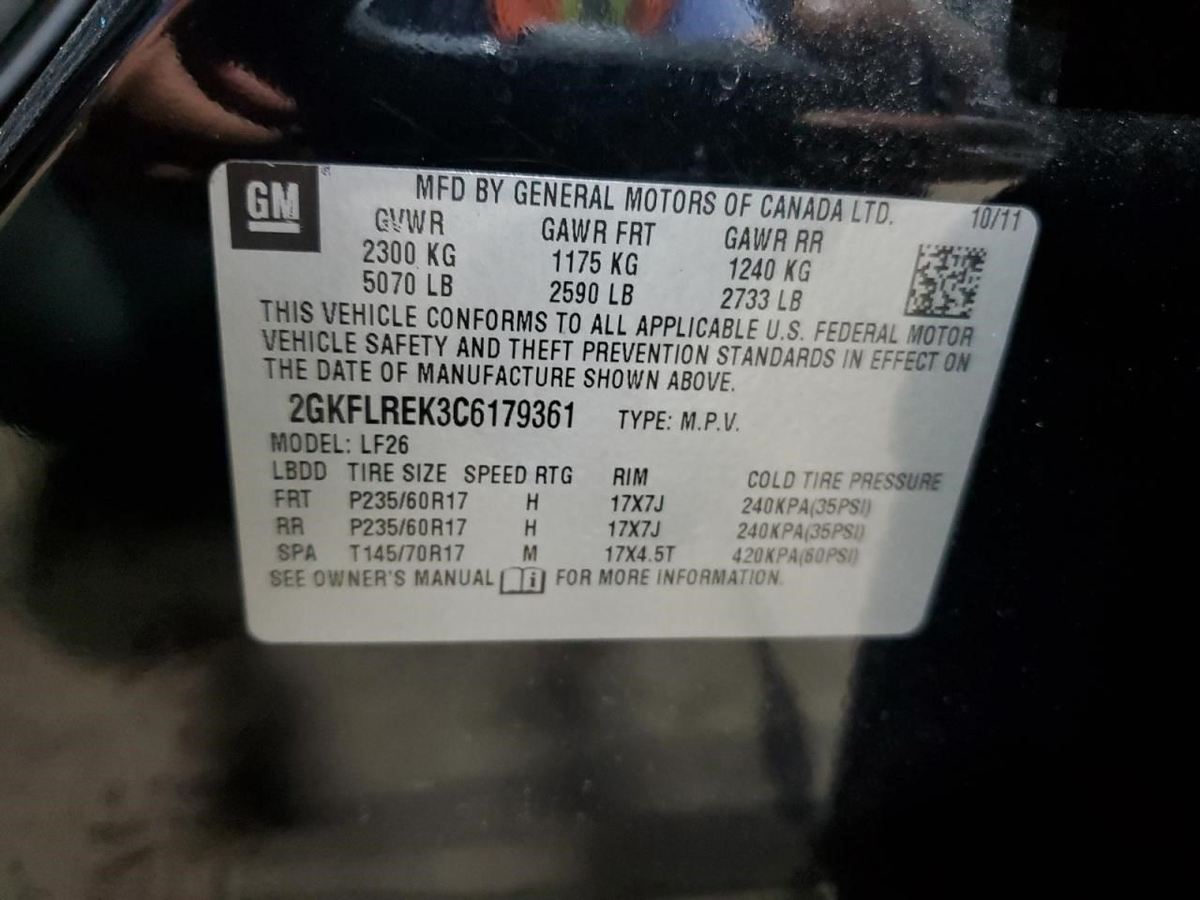 GM
MFD BY GENERAL MOTORS OF CANADA LTD. 10/11
GVWR GAWR FRT GAWR RR
2300 KG 1175 KG 1240 KG
5070 LB 2590 LB 2733 LB
THIS VEHICLE CONFORMS TO ALL APPLICABLE U.S. FEDERAL MOTOR
VEHICLE SAFETY AND THEFT PREVENTION STANDARDS IN EFFECT ON
THE DATE OF MANUFACTURE SHOWN ABOVE.
2GKFLREK3C6179361 TYPE: M.P.V.
MODEL: LF26
LBDD TIRE SIZE SPEED RTG RIM COLD TIRE PRESSURE
FRT P235/60R17 H 17X7J 240KPA(35PSI)
RR P235/60R17 H 17X7J 240KPA(35PSI)
SPA T145/70R17 M 17X4.5T 420KPA(60PSI)
SEE OWNER'S MANUAL i FOR MORE INFORMATION.